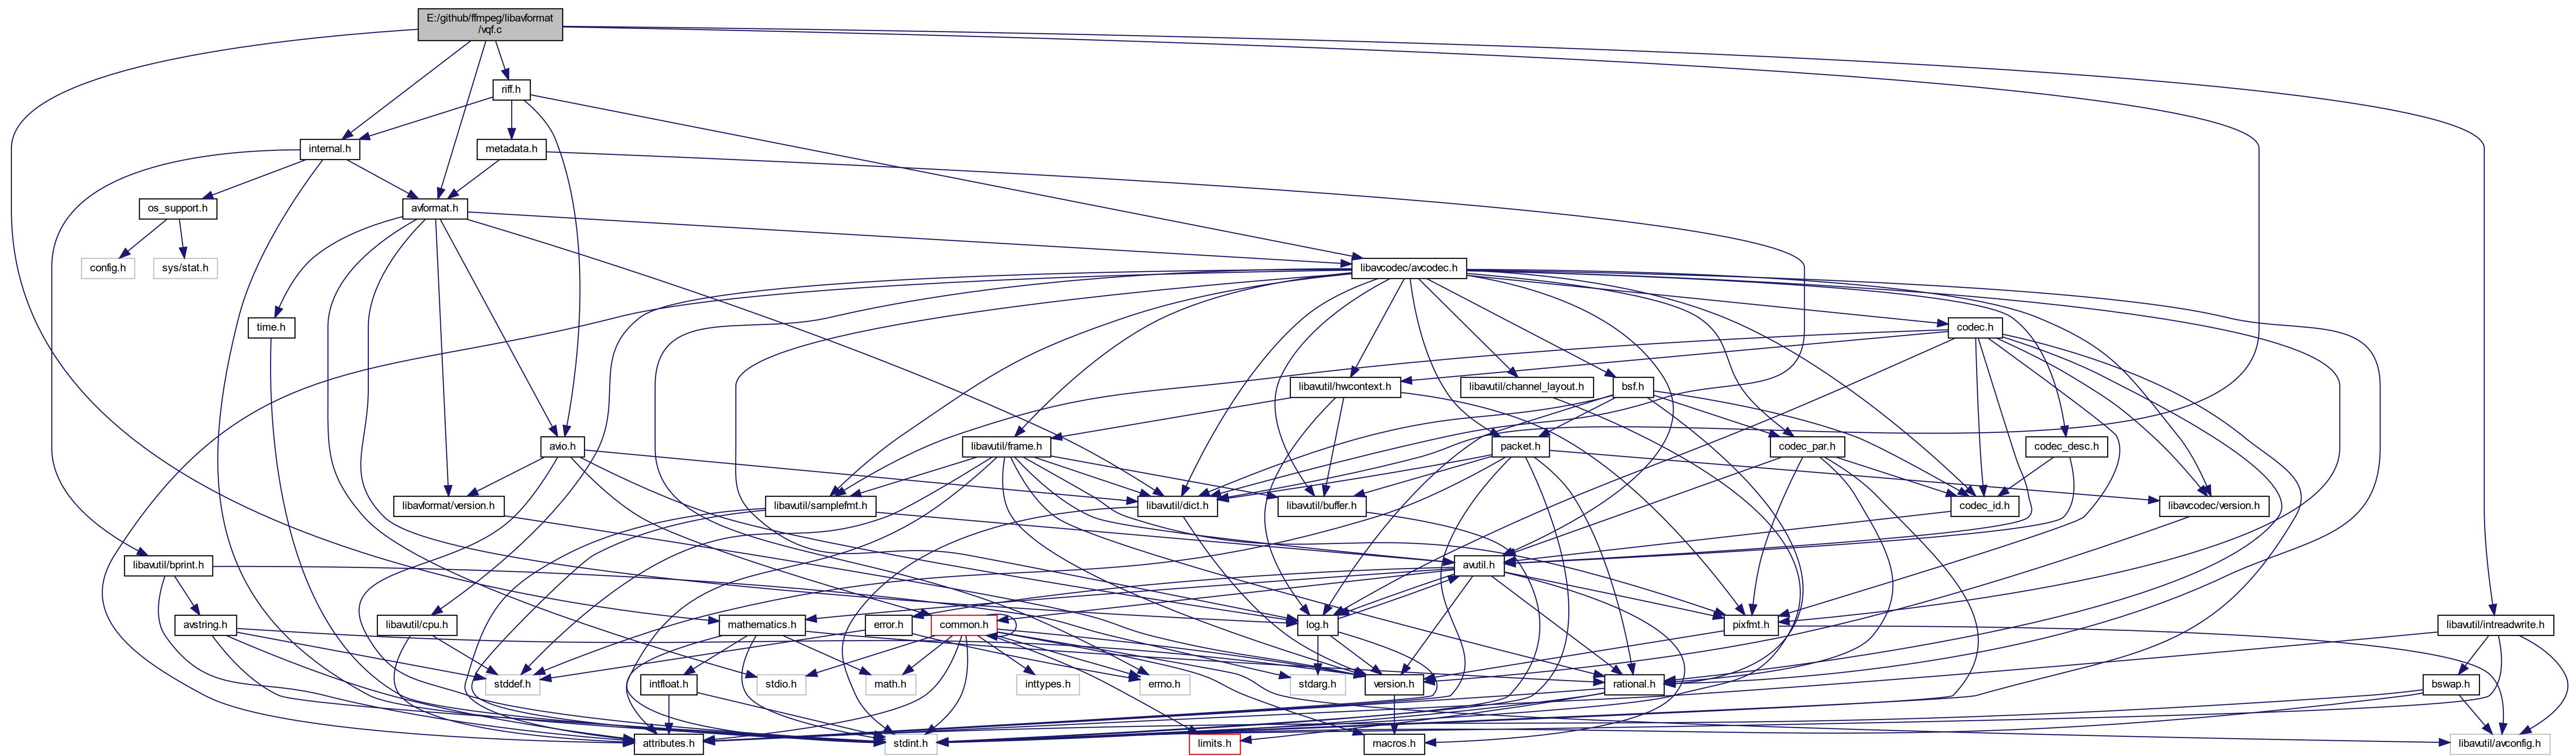 E:/github/ffmpeg/libavformat
/vqf.c
riff.h
internal.h
metadata.h
os_support.h
avformat.h
config.h
sys/stat.h
libavcodec/avcodec.h
time.h
codec.h
libavutil/hwcontext.h
libavutil/channel_layout.h
bsf.h
avio.h
libavutil/frame.h
packet.h
codec_par.h
codec_desc.h
libavformat/version.h
libavutil/samplefmt.h
libavutil/dict.h
libavutil/buffer.h
codec_id.h
libavcodec/version.h
libavutil/bprint.h
avutil.h
avstring.h
libavutil/cpu.h
mathematics.h
error.h
common.h
log.h
pixfmt.h
libavutil/intreadwrite.h
stddef.h
intfloat.h
stdio.h
math.h
inttypes.h
errno.h
stdarg.h
version.h
rational.h
bswap.h
attributes.h
stdint.h
limits.h
macros.h
libavutil/avconfig.h